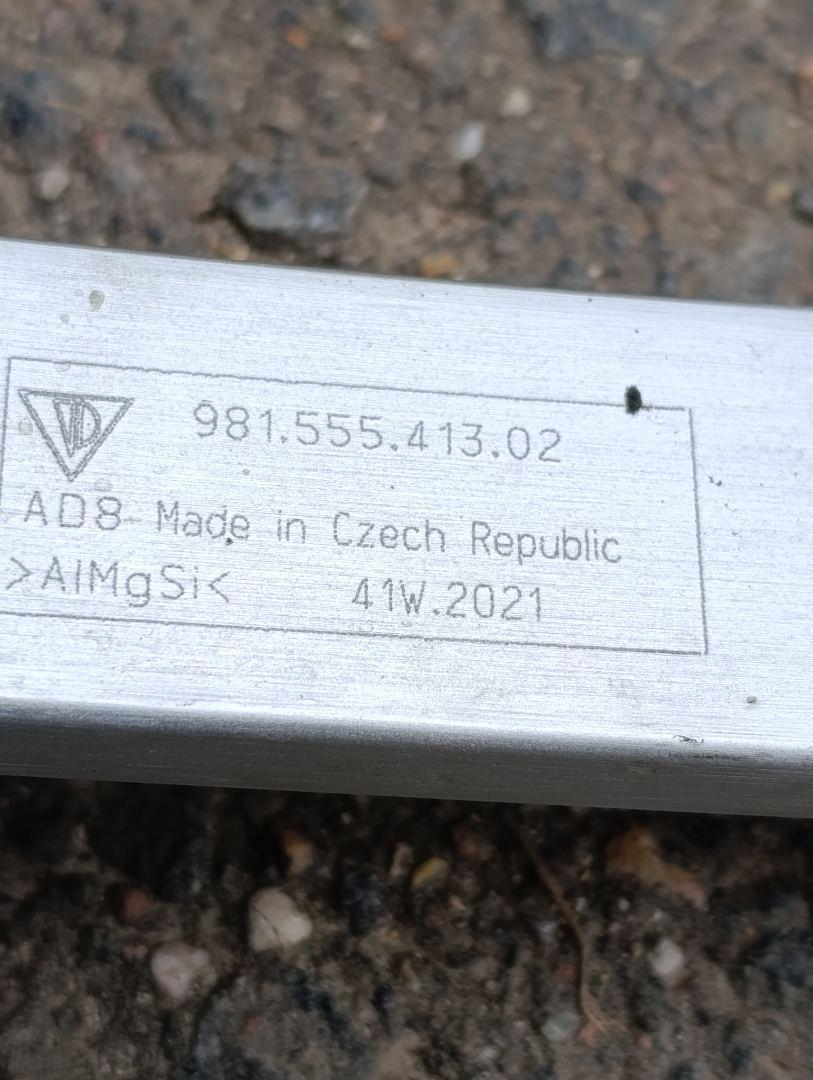 981.555.413.02
AD8 Made in Czech Republic
>AlMgSi< 41W.2021